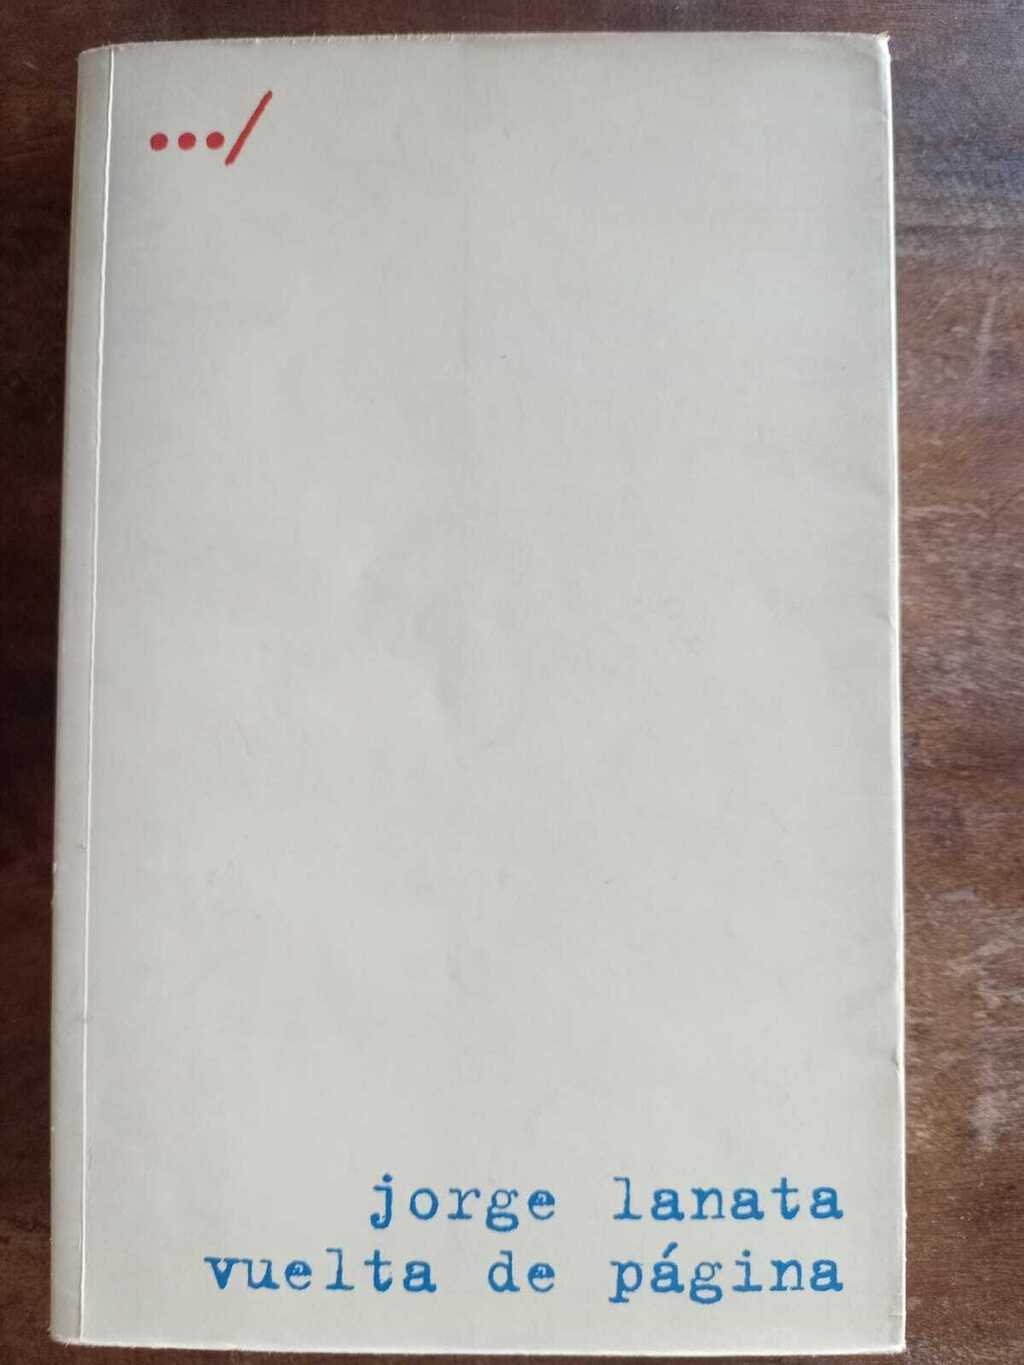 .../
jorge lanata
vuelta de página